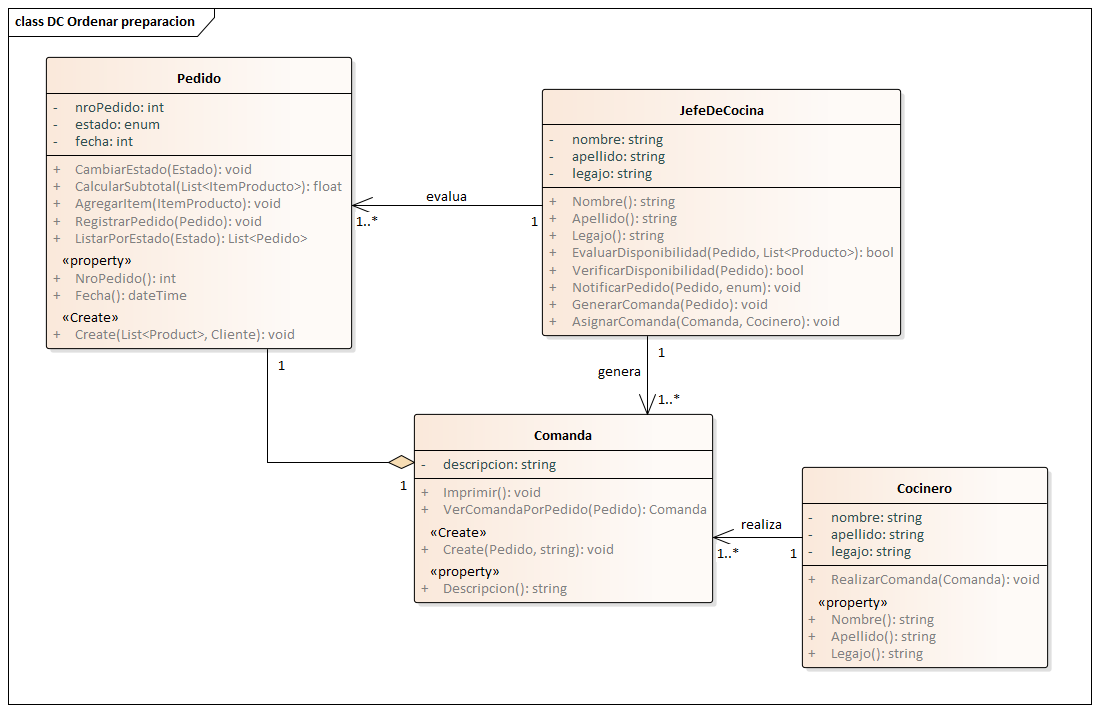 class DC Ordenar preparacion
Pedido
- nroPedido: int
- estado: enum
- fecha: int
+ CambiarEstado(Estado): void
+ CalcularSubtotal(List<ItemProducto>): float
+ AgregarItem(ItemProducto): void
+ RegistrarPedido(Pedido): void
+ ListarPorEstado(Estado): List<Pedido>
«property»
+ NroPedido(): int
+ Fecha(): dateTime
«Create»
+ Create(List<Product>, Cliente): void
evalua
1..*
1
JefeDeCocina
- nombre: string
- apellido: string
- legajo: string
+ Nombre(): string
+ Apellido(): string
+ Legajo(): string
+ EvaluarDisponibilidad(Pedido, List<Producto>): bool
+ VerificarDisponibilidad(Pedido): bool
+ NotificarPedido(Pedido, enum): void
+ GenerarComanda(Pedido): void
+ AsignarComanda(Comanda, Cocinero): void
1
genera
1..*
1
1
Comanda
- descripcion: string
+ Imprimir(): void
+ VerComandaPorPedido(Pedido): Comanda
«Create»
+ Create(Pedido, string): void
«property»
+ Descripcion(): string
realiza
1..*
1
Cocinero
- nombre: string
- apellido: string
- legajo: string
+ RealizarComanda(Comanda): void
«property»
+ Nombre(): string
+ Apellido(): string
+ Legajo(): string